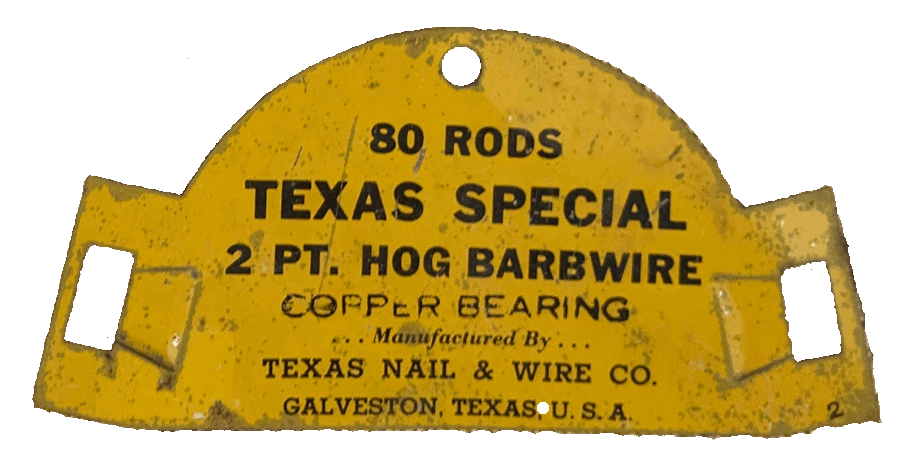 80 RODS
TEXAS SPECIAL
2 PT. HOG BARBWIRE
COPPER BEARING
... Manufactured By ...
TEXAS NAIL & WIRE CO.
GALVESTON, TEXAS, U. S. A.
2